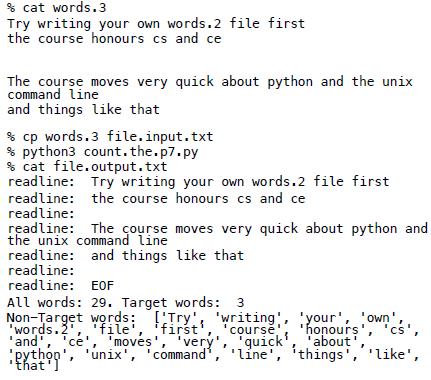 % cat words.3
Try writing your own words.2 file first
the course honours cs and ce
The course moves very quick about python and the unix
command line
and things like that
% cp words.3 file.input.txt
% python3 count.the.p7.py
% cat file.output.txt
readline:  Try writing your own words.2 file first
readline:  the course honours cs and ce
readline:
readline:  The course moves very quick about python and
the unix command line
readline:  and things like that
readline:
readline:  EOF
All words: 29. Target words:  3
Non-Target words:  ['Try', 'writing', 'your', 'own',
'words.2', 'file', 'first', 'course', 'honours', 'cs',
'and', 'ce', 'moves', 'very', 'quick', 'about',
'python', 'unix', 'command', 'line', 'things', 'like',
'that']